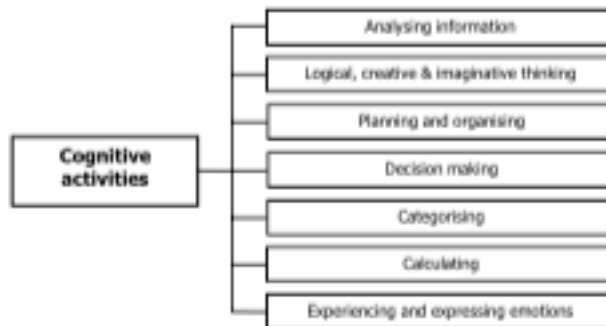 Analysing information
Logical, creative & imaginative thinking
Planning and organising
Cognitive
activities
Decision making
Categorising
Calculating
Experiencing and expressing emotions